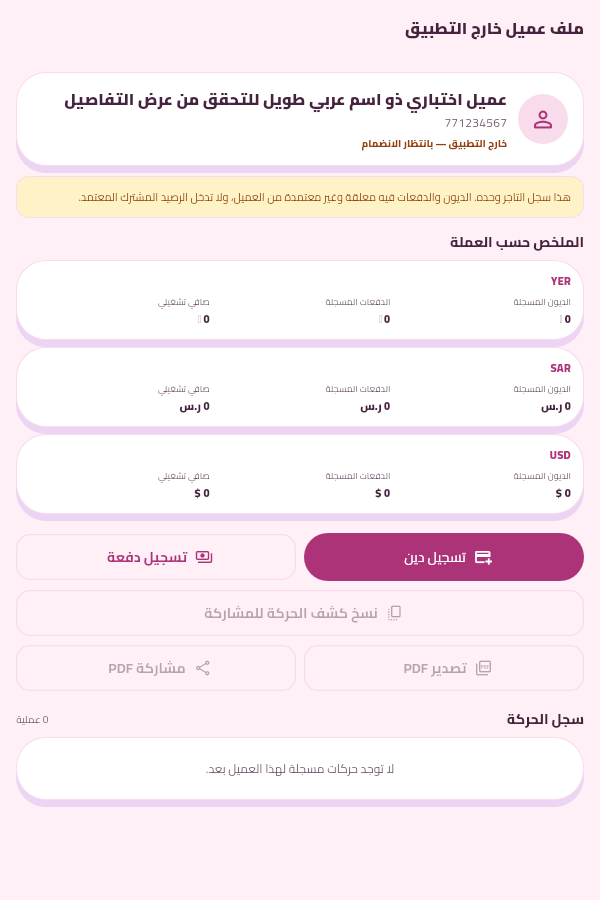 ملف عميل خارج التطبيق
عميل اختباري ذو اسم عربي طويل للتحقق من عرض التفاصيل
771234567
خارج التطبيق — بانتظار الانضمام
هذا سجل التاجر وحده. الديون والدفعات فيه معلقة وغير معتمدة من العميل، ولا تدخل الرصيد المشترك المعتمد.
الملخص حسب العملة
YER
الديون المسجلة الدفعات المسجلة صافي تشغيلي
0 0 0
SAR
الديون المسجلة الدفعات المسجلة صافي تشغيلي
0 ر.س 0 ر.س 0 ر.س
USD
الديون المسجلة الدفعات المسجلة صافي تشغيلي
0 $ 0 $ 0 $
تسجيل دين تسجيل دفعة
نسخ كشف الحركة للمشاركة
تصدير PDF مشاركة PDF
سجل الحركة 0 عملية
لا توجد حركات مسجلة لهذا العميل بعد.